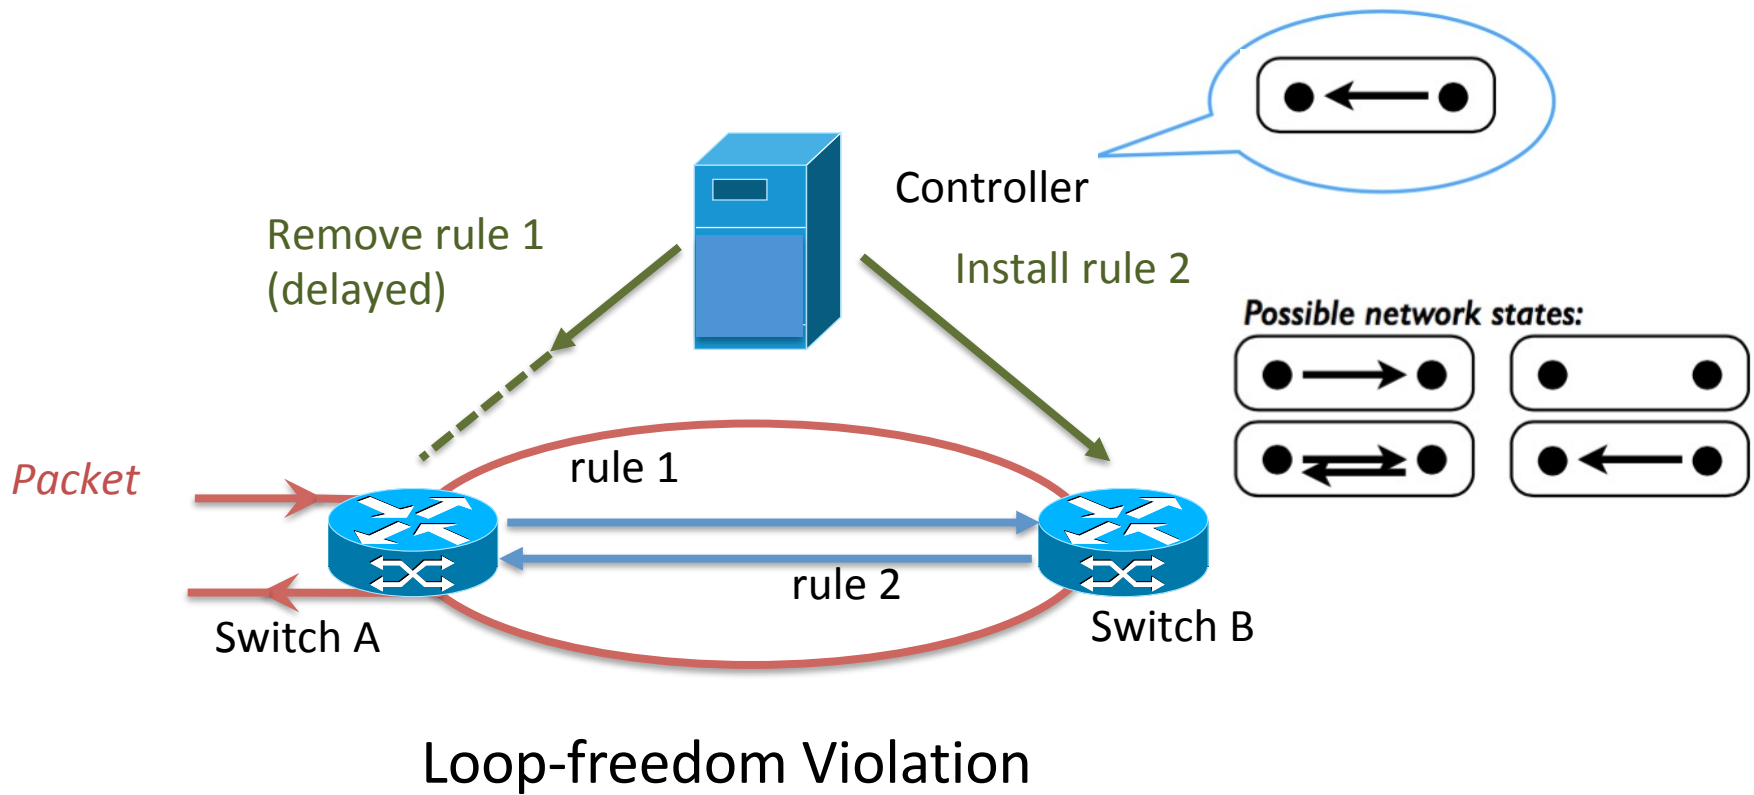 Controller
Remove rule 1
(delayed)
Install rule 2
Possible network states:
Packet
rule 1
rule 2
Switch A
Switch B
Loop-freedom Violation